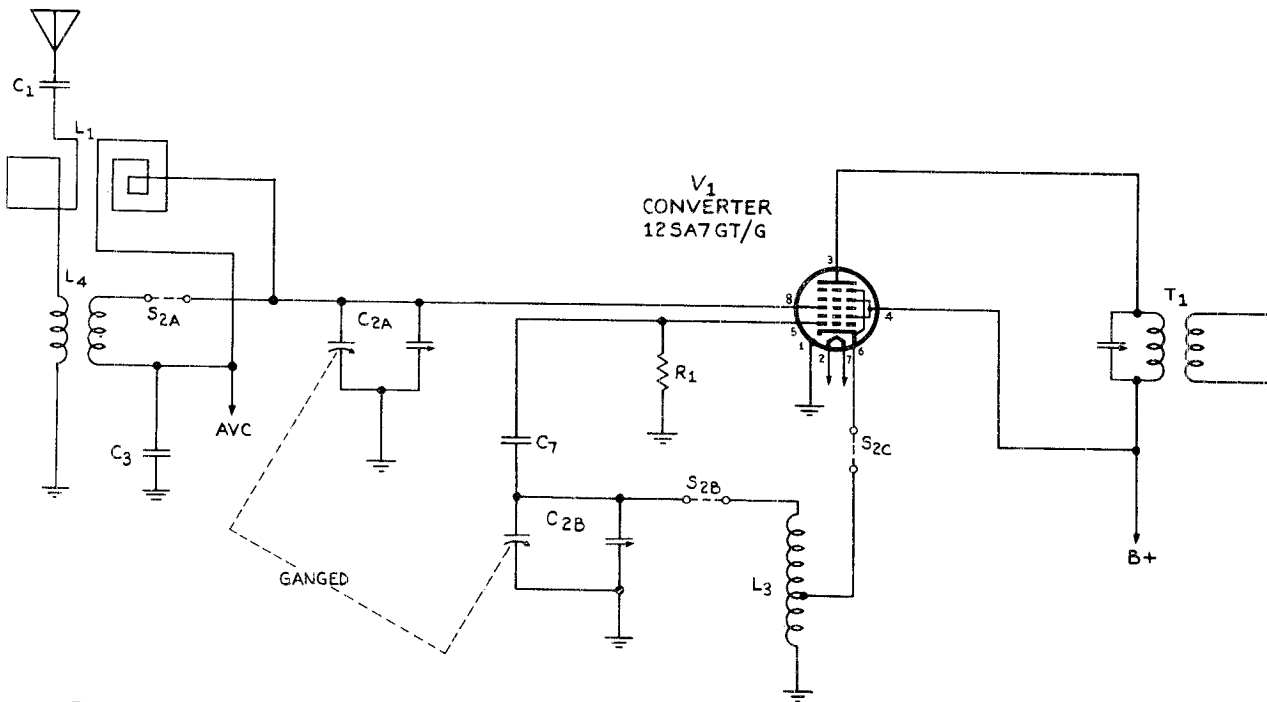 C1
L1
V1
CONVERTER
12SA7GT/G
3
L4
S2A
C2A
8
4
T1
5
1
2
7
6
R1
AVC
C3
C7
S2C
S2B
C2B
B+
GANGED
L3